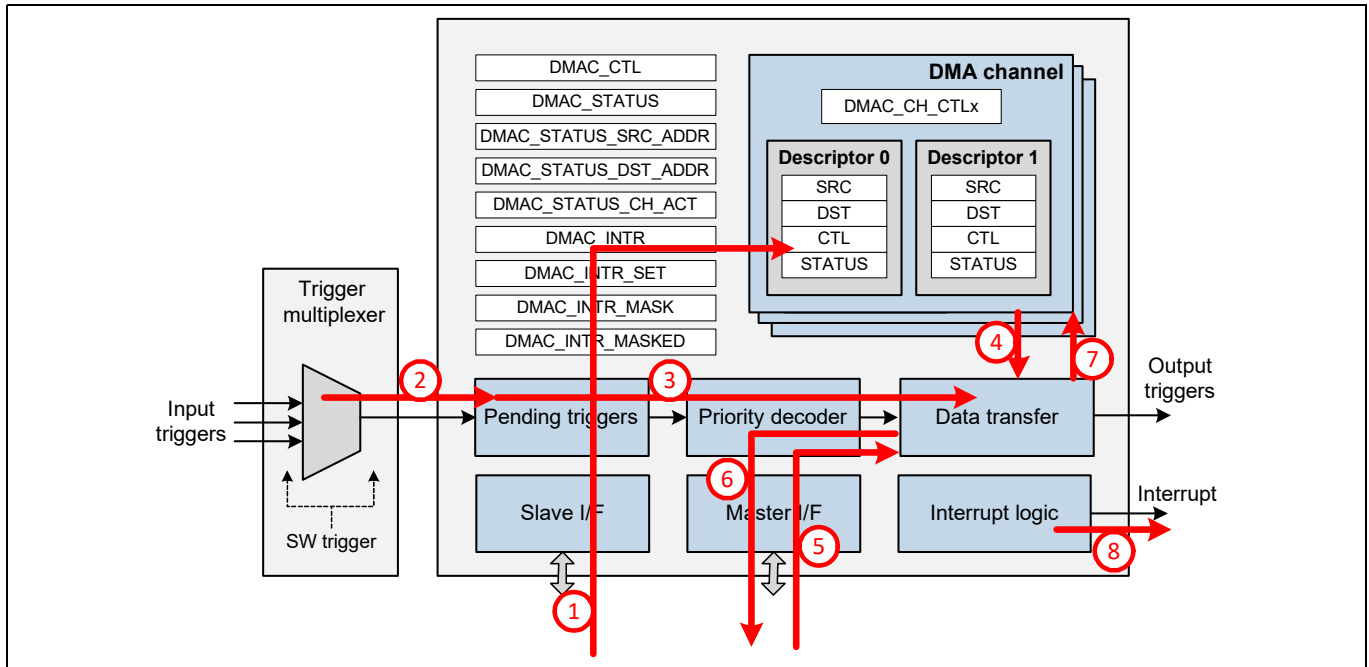 DMAC_CTL
DMAC_STATUS
DMAC_STATUS_SRC_ADDR
DMAC_STATUS_DST_ADDR
DMAC_STATUS_CH_ACT
DMAC_INTR
DMAC_INTR_SET
DMAC_INTR_MASK
DMAC_INTR_MASKED
DMA channel
DMAC_CH_CTLx
Descriptor 0
SRC
DST
CTL
STATUS
Descriptor 1
SRC
DST
CTL
STATUS
Trigger
multiplexer
Input
triggers
SW trigger
2
3
4
7
Pending triggers
Priority decoder
Data transfer
Output
triggers
6
5
Slave I/F
Master I/F
Interrupt logic
Interrupt
8
1